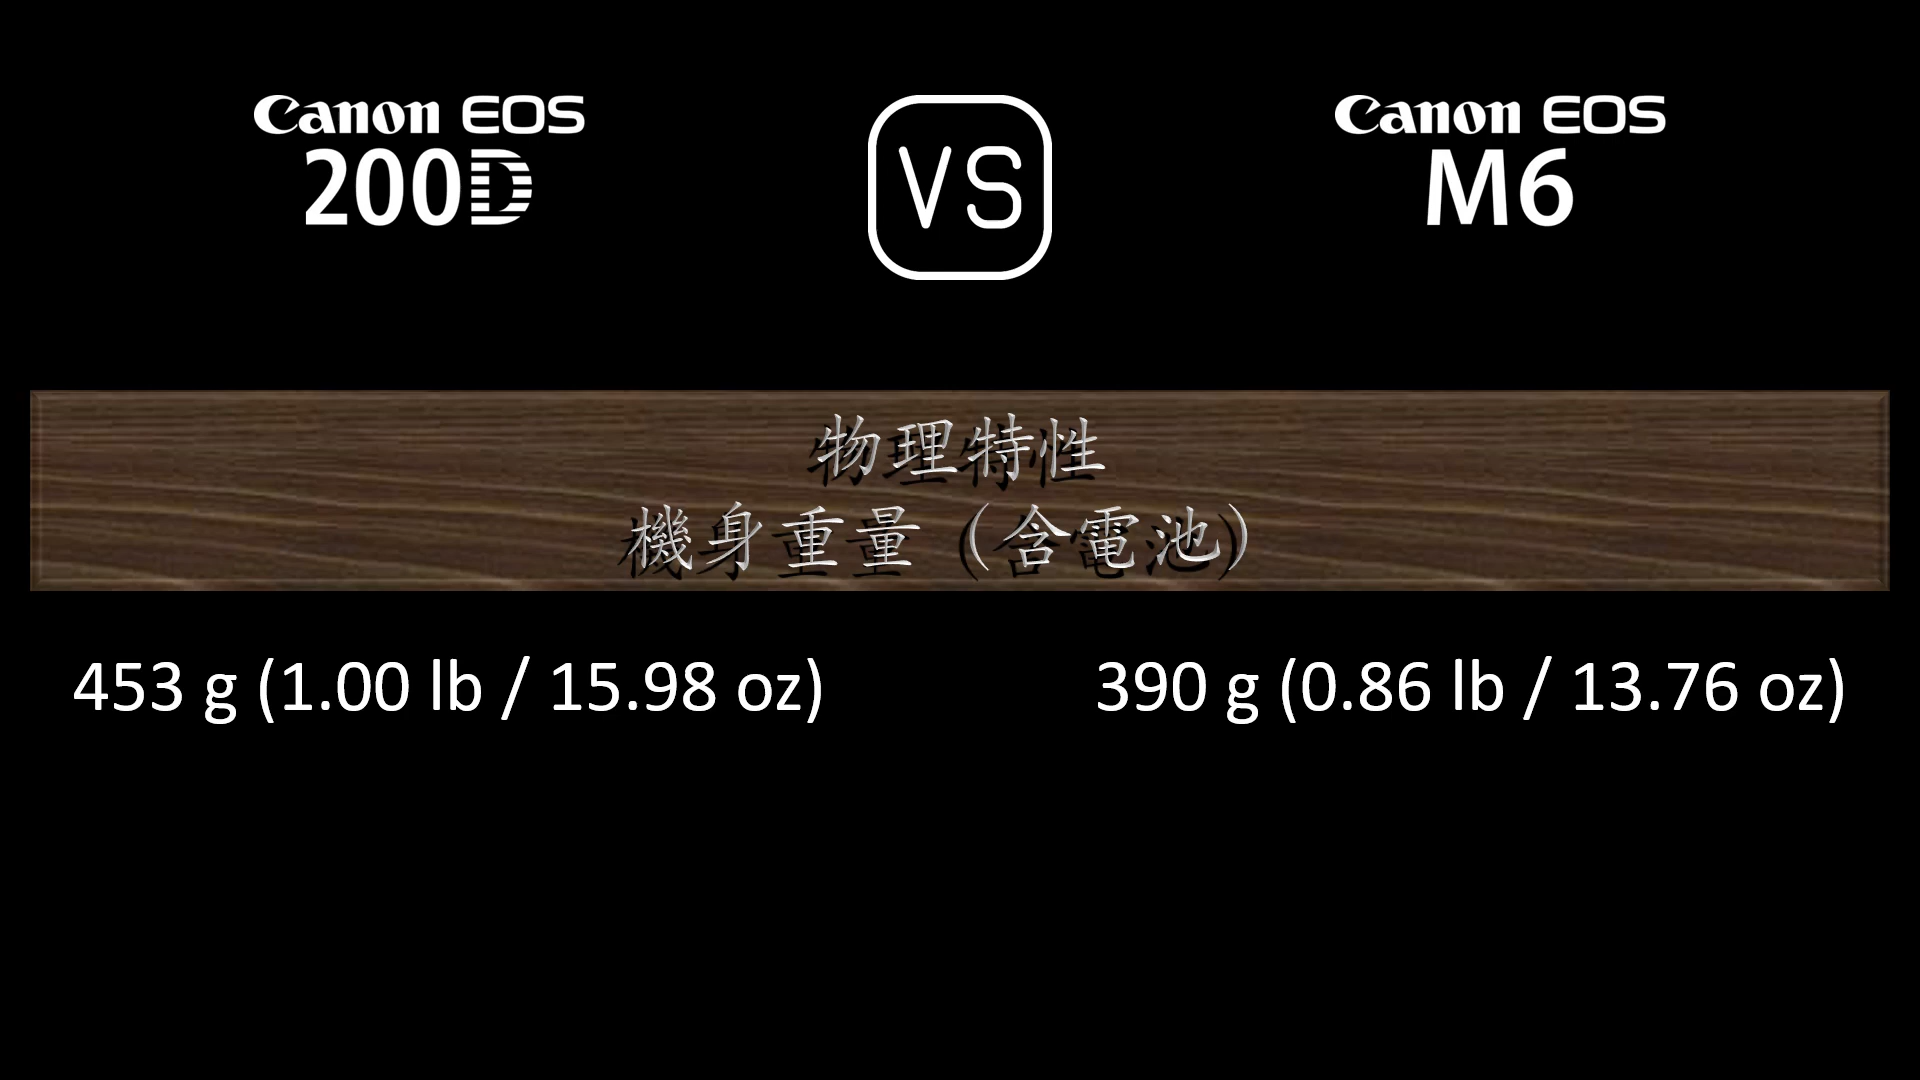 Canon EOS
200D
VS
Canon EOS
M6
物理特性
機身重量（含電池）
453 g (1.00 lb / 15.98 oz)
390 g (0.86 lb / 13.76 oz)